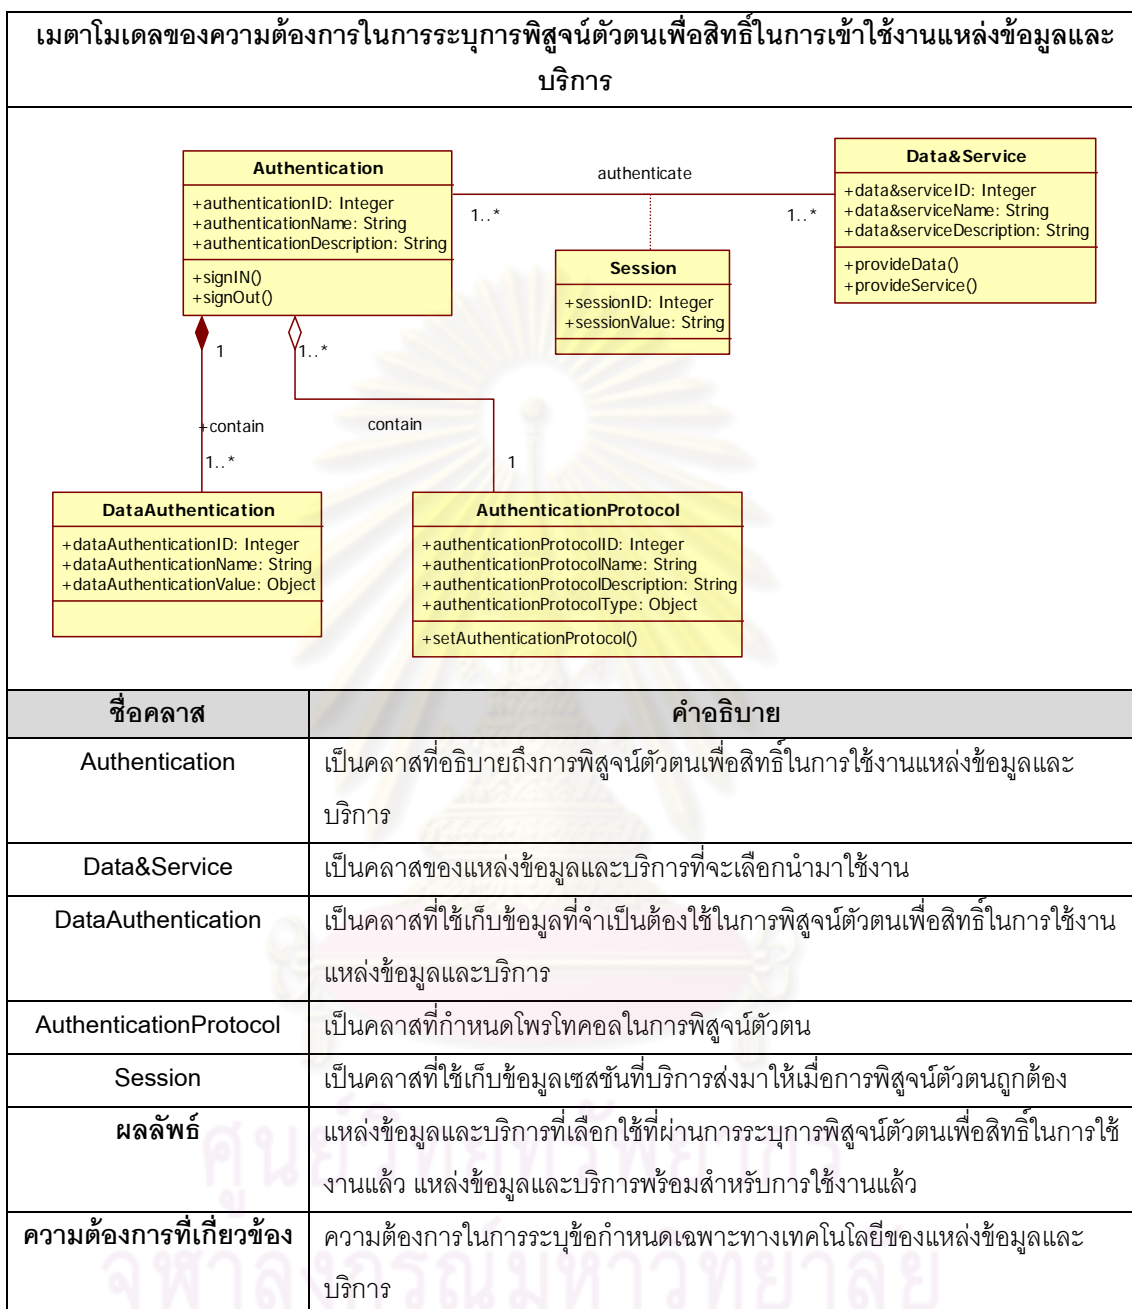 เมตาโมเดลของความต้องการในการระบุการพิสูจน์ตัวตนเพื่อสิทธิ์ในการเข้าใช้งานแหล่งข้อมูลและ
บริการ
Authentication
+authenticationID: Integer
+authenticationName: String
+authenticationDescription: String
+signIN()
+signOut()
authenticate
1..*
1..*
Data&Service
+data&serviceID: Integer
+data&serviceName: String
+data&serviceDescription: String
+provideData()
+provideService()
Session
+sessionID: Integer
+sessionValue: String
1
1..*
+contain
contain
1..*
1
DataAuthentication
+dataAuthenticationID: Integer
+dataAuthenticationName: String
+dataAuthenticationValue: Object
AuthenticationProtocol
+authenticationProtocolID: Integer
+authenticationProtocolName: String
+authenticationProtocolDescription: String
+authenticationProtocolType: Object
+setAuthenticationProtocol()
ชื่อคลาส คำอธิบาย
Authentication เป็นคลาสที่อธิบายถึงการพิสูจน์ตัวตนเพื่อสิทธิ์ในการใช้งานแหล่งข้อมูลและ
บริการ
Data&Service เป็นคลาสของแหล่งข้อมูลและบริการที่จะเลือกนำมาใช้งาน
DataAuthentication เป็นคลาสที่ใช้เก็บข้อมูลที่จำเป็นต้องใช้ในการพิสูจน์ตัวตนเพื่อสิทธิ์ในการใช้งาน
แหล่งข้อมูลและบริการ
AuthenticationProtocol เป็นคลาสที่กำหนดโพรโทคอลในการพิสูจน์ตัวตน
Session เป็นคลาสที่ใช้เก็บข้อมูลเซสชันที่บริการส่งมาให้เมื่อการพิสูจน์ตัวตนถูกต้อง
ผลลัพธ์ แหล่งข้อมูลและบริการที่เลือกใช้ที่ผ่านการระบุการพิสูจน์ตัวตนเพื่อสิทธิ์ในการใช้
งานแล้ว แหล่งข้อมูลและบริการพร้อมสำหรับการใช้งานแล้ว
ความต้องการที่เกี่ยวข้อง ความต้องการในการระบุข้อกำหนดเฉพาะทางเทคโนโลยีของแหล่งข้อมูลและ
บริการ
ศูนย์วิทยทรัพยากร
จุฬาลงกรณ์มหาวิทยาลัย